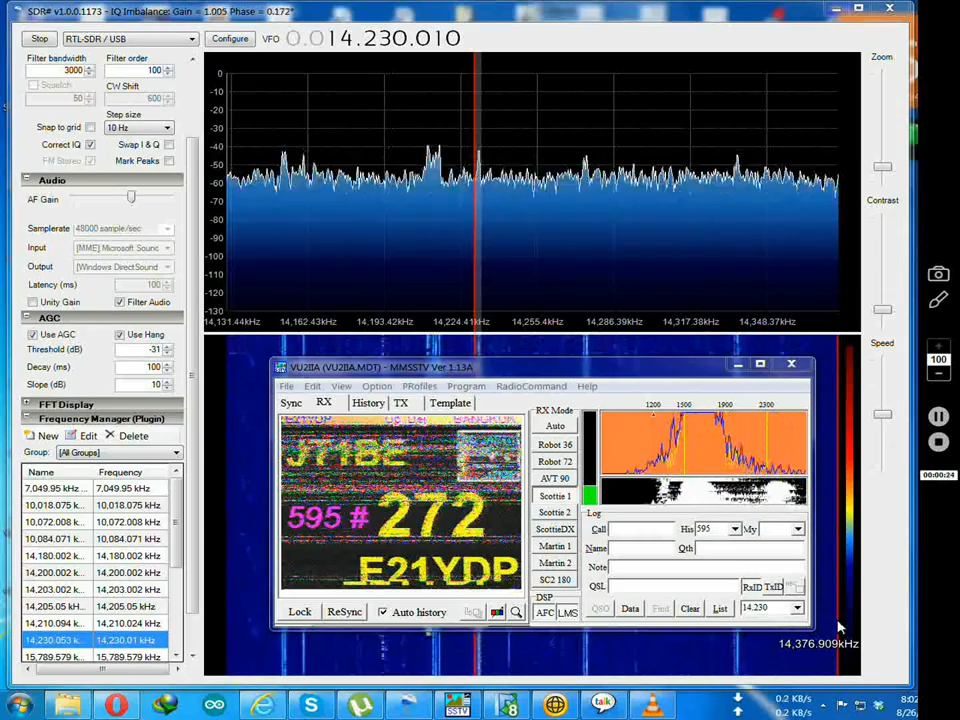 SDR# v1.0.0.1173 - IQ Imbalance: Gain = 1.005 Phase = 0.172°
Stop RTL-SDR / USB Configure VFO 0.014.230.010
Filter bandwidth Filter order
3000 100
Squelch CW Shift
50 600
Step size
Snap to grid 10 Hz
Correct IQ Swap I & Q
FM Stereo Mark Peaks
Audio
AF Gain
Samplerate 48000 sample/sec
Input [MME] Microsoft Sounc
Output [Windows DirectSound
Latency (ms) 100
Unity Gain Filter Audio
AGC
Use AGC Use Hang
Threshold (dB) -31
Decay (ms) 100
Slope (dB) 10
FFT Display
Frequency Manager (Plugin)
New Edit Delete
Group: [All Groups]
Name Frequency
7,049.95 kHz ... 7,049.95 kHz
10,018.075 k... 10,018.075 kHz
10,072.008 k... 10,072.008 kHz
10,084.071 k... 10,084.071 kHz
14,180.002 k... 14,180.002 kHz
14,200.002 k... 14,200.002 kHz
14,203.002 k... 14,203.002 kHz
14,205.05 kH... 14,205.05 kHz
14,210.094 k... 14,210.024 kHz
14,230.053 k... 14,230.01 kHz
15,789.579 k... 15,789.579 kHz
0
-10
-20
-30
-40
-50
-60
-70
-80
-90
-100
-110
-120
-130
14,131.44kHz 14,162.43kHz 14,193.42kHz 14,224.41kHz 14,255.4kHz 14,286.39kHz 14,317.38kHz 14,348.37kHz
Zoom
Contrast
Speed
VU2IIA (VU2IIA.MDT) - MMSSTV Ver 1.13A
File Edit View Option PRofiles Program RadioCommand Help
Sync RX History TX Template
JT1BE
595 # 272
E21YDP
Lock ReSync Auto history
RX Mode
Auto
Robot 36
Robot 72
AVT 90
Scottie 1
Scottie 2
ScottieDX
Martin 1
Martin 2
SC2 180
DSP
AFC LMS
1200 1500 1900 2300
Log
Call His 595 My
Name Qth
Note
QSL RxID TxID
QSO Data Find Clear List 14.230
14,376.909kHz
100
00:00:24
SSTV
8
talk
0.2 KB/s
0.2 KB/s
8:02
8/26/